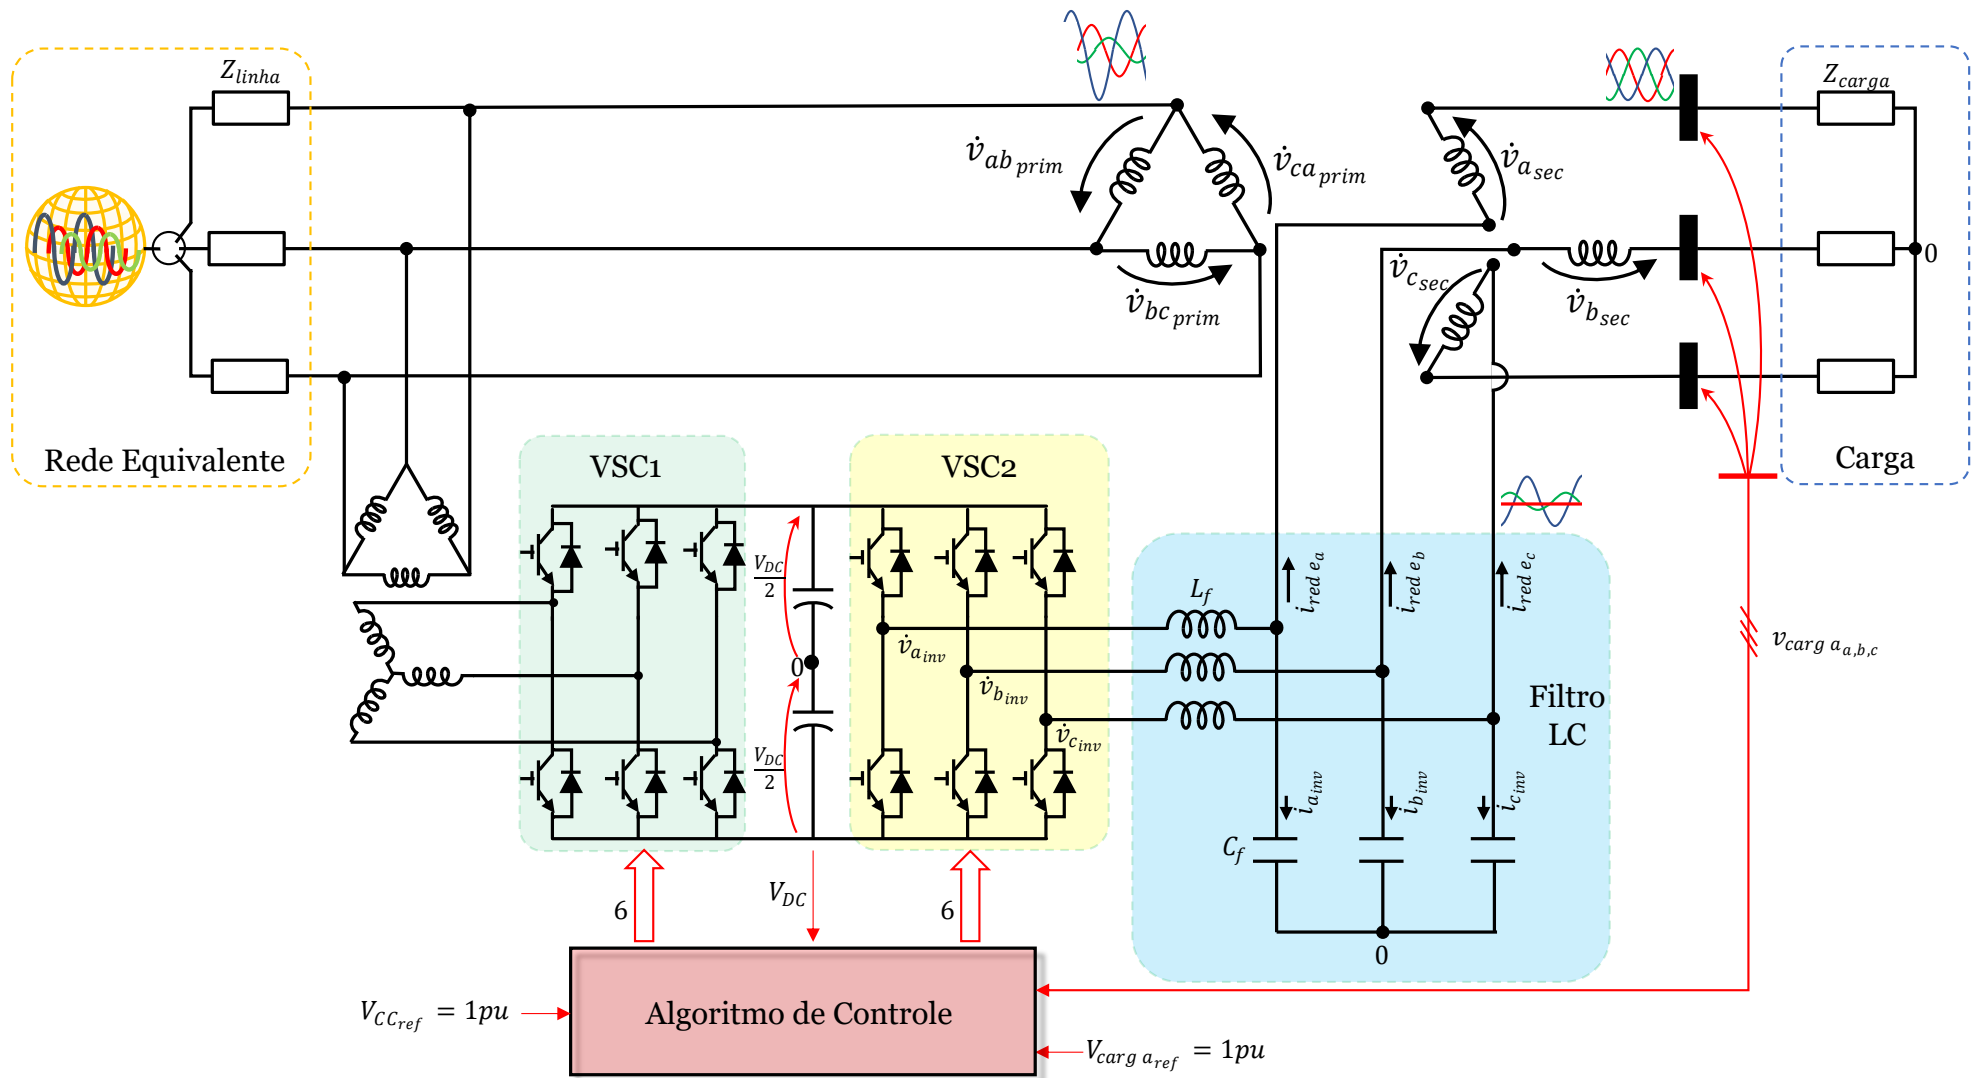 Z_linha
Rede Equivalente
v̇_ab prim
v̇_ca prim
v̇_bc prim
v̇_a sec
v̇_c sec
v̇_b sec
Z_carga
0
Carga
VSC1
VSC2
V_DC/2
0
V_DC/2
v̇_a inv
v̇_b inv
v̇_c inv
L_f
i_red e_a
i_red e_b
i_red e_c
Filtro
LC
i_a inv
i_b inv
i_c inv
C_f
0
v_carg a_a,b,c
6
V_DC
6
V_CC ref = 1pu
Algoritmo de Controle
V_carg a_ref = 1pu